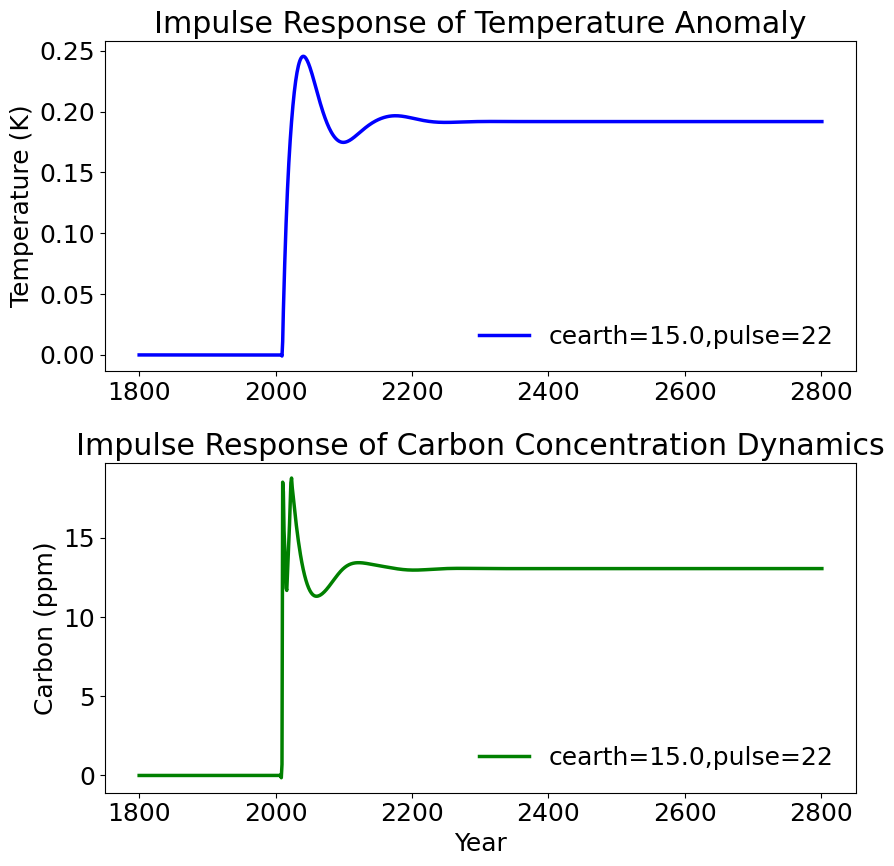 Impulse Response of Temperature Anomaly
Temperature (K)
0.25
0.20
0.15
0.10
0.05
0.00
cearth=15.0,pulse=22
1800 2000 2200 2400 2600 2800
Impulse Response of Carbon Concentration Dynamics
Carbon (ppm)
15
10
5
0
cearth=15.0,pulse=22
1800 2000 2200 2400 2600 2800
Year